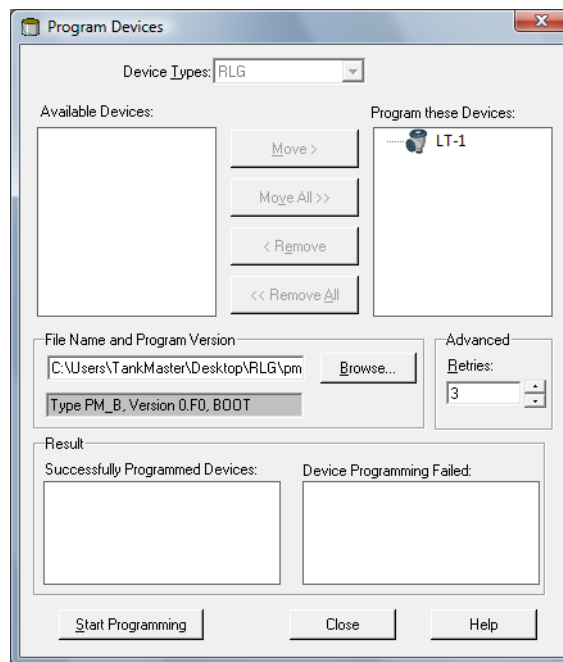 Program Devices
Device Types: RLG
Available Devices:
Program these Devices:
LT-1
Move >
Move All >>
< Remove
<< Remove All
File Name and Program Version
C:\Users\TankMaster\Desktop\RLG\pm
Browse...
Type PM_B, Version 0.F0, BOOT
Advanced
Retries:
3
Result
Successfully Programmed Devices:
Device Programming Failed:
Start Programming
Close
Help